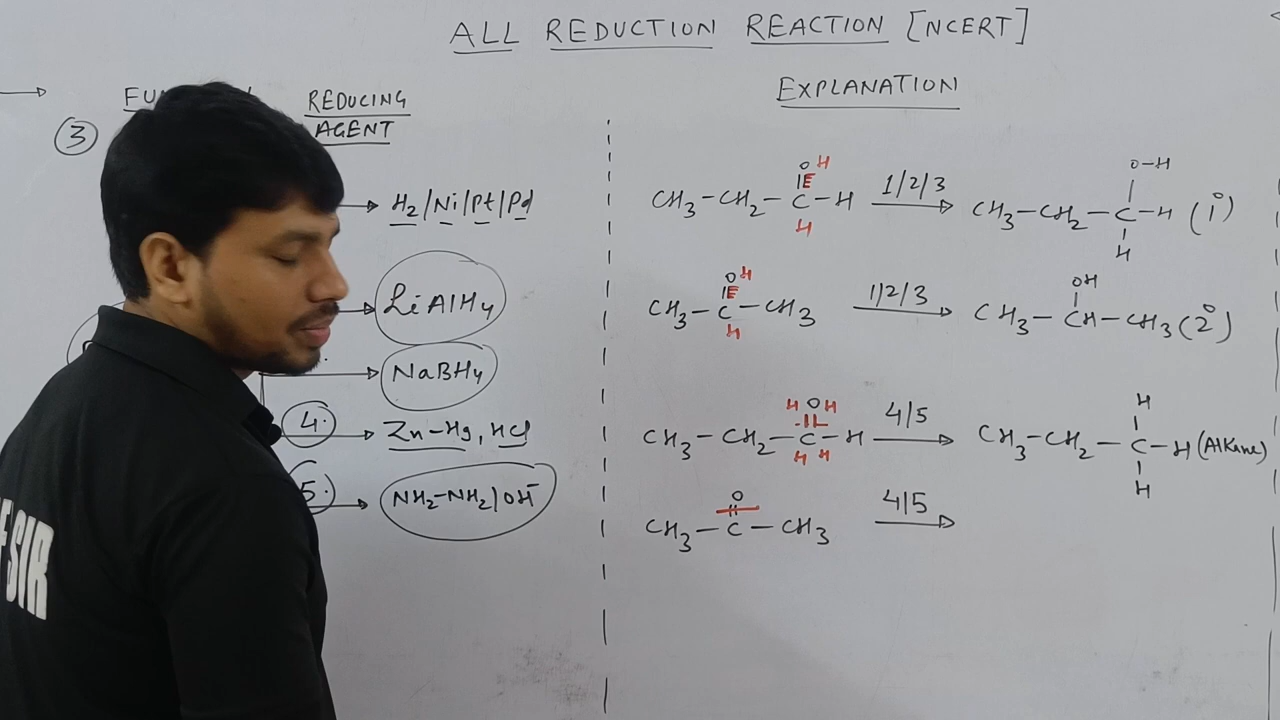 ALL REDUCTION REACTION [NCERT]
EXPLANATION
REDUCING
AGENT
3
H2/Ni/Pt/Pd
LiAlH4
NaBH4
4. Zn-Hg, HCl
5. NH2-NH2/OH-
O H
CH3-CH2-C-H 1/2/3 CH3-CH2-C-H (1°)
H
O-H
H
O H
CH3-C-CH3 1/2/3 CH3-CH-CH3 (2°)
H
OH
H O H
CH3-CH2-C-H 4/5 CH3-CH2-C-H (Alkane)
H H
H
H
O
CH3-C-CH3 4/5
SIR